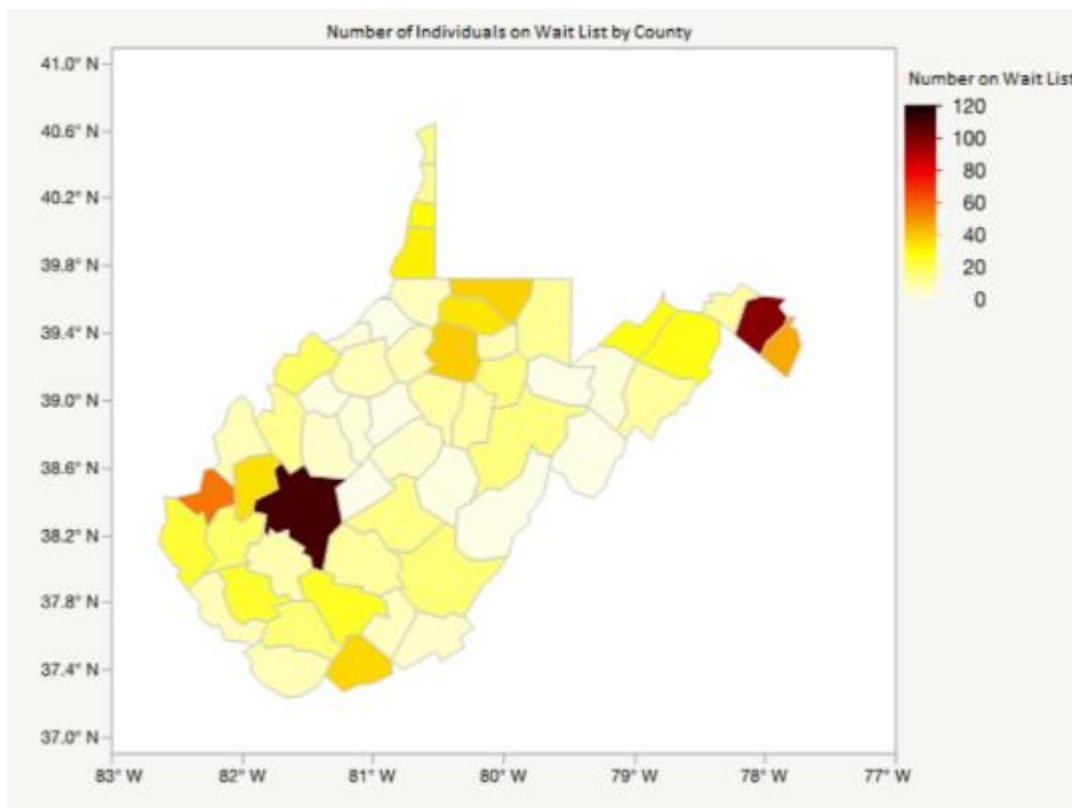 Number of Individuals on Wait List by County
Number on Wait List
120
100
80
60
40
20
0
41.0° N
40.6° N
40.2° N
39.8° N
39.4° N
39.0° N
38.6° N
38.2° N
37.8° N
37.4° N
37.0° N
83° W 82° W 81° W 80° W 79° W 78° W 77° W